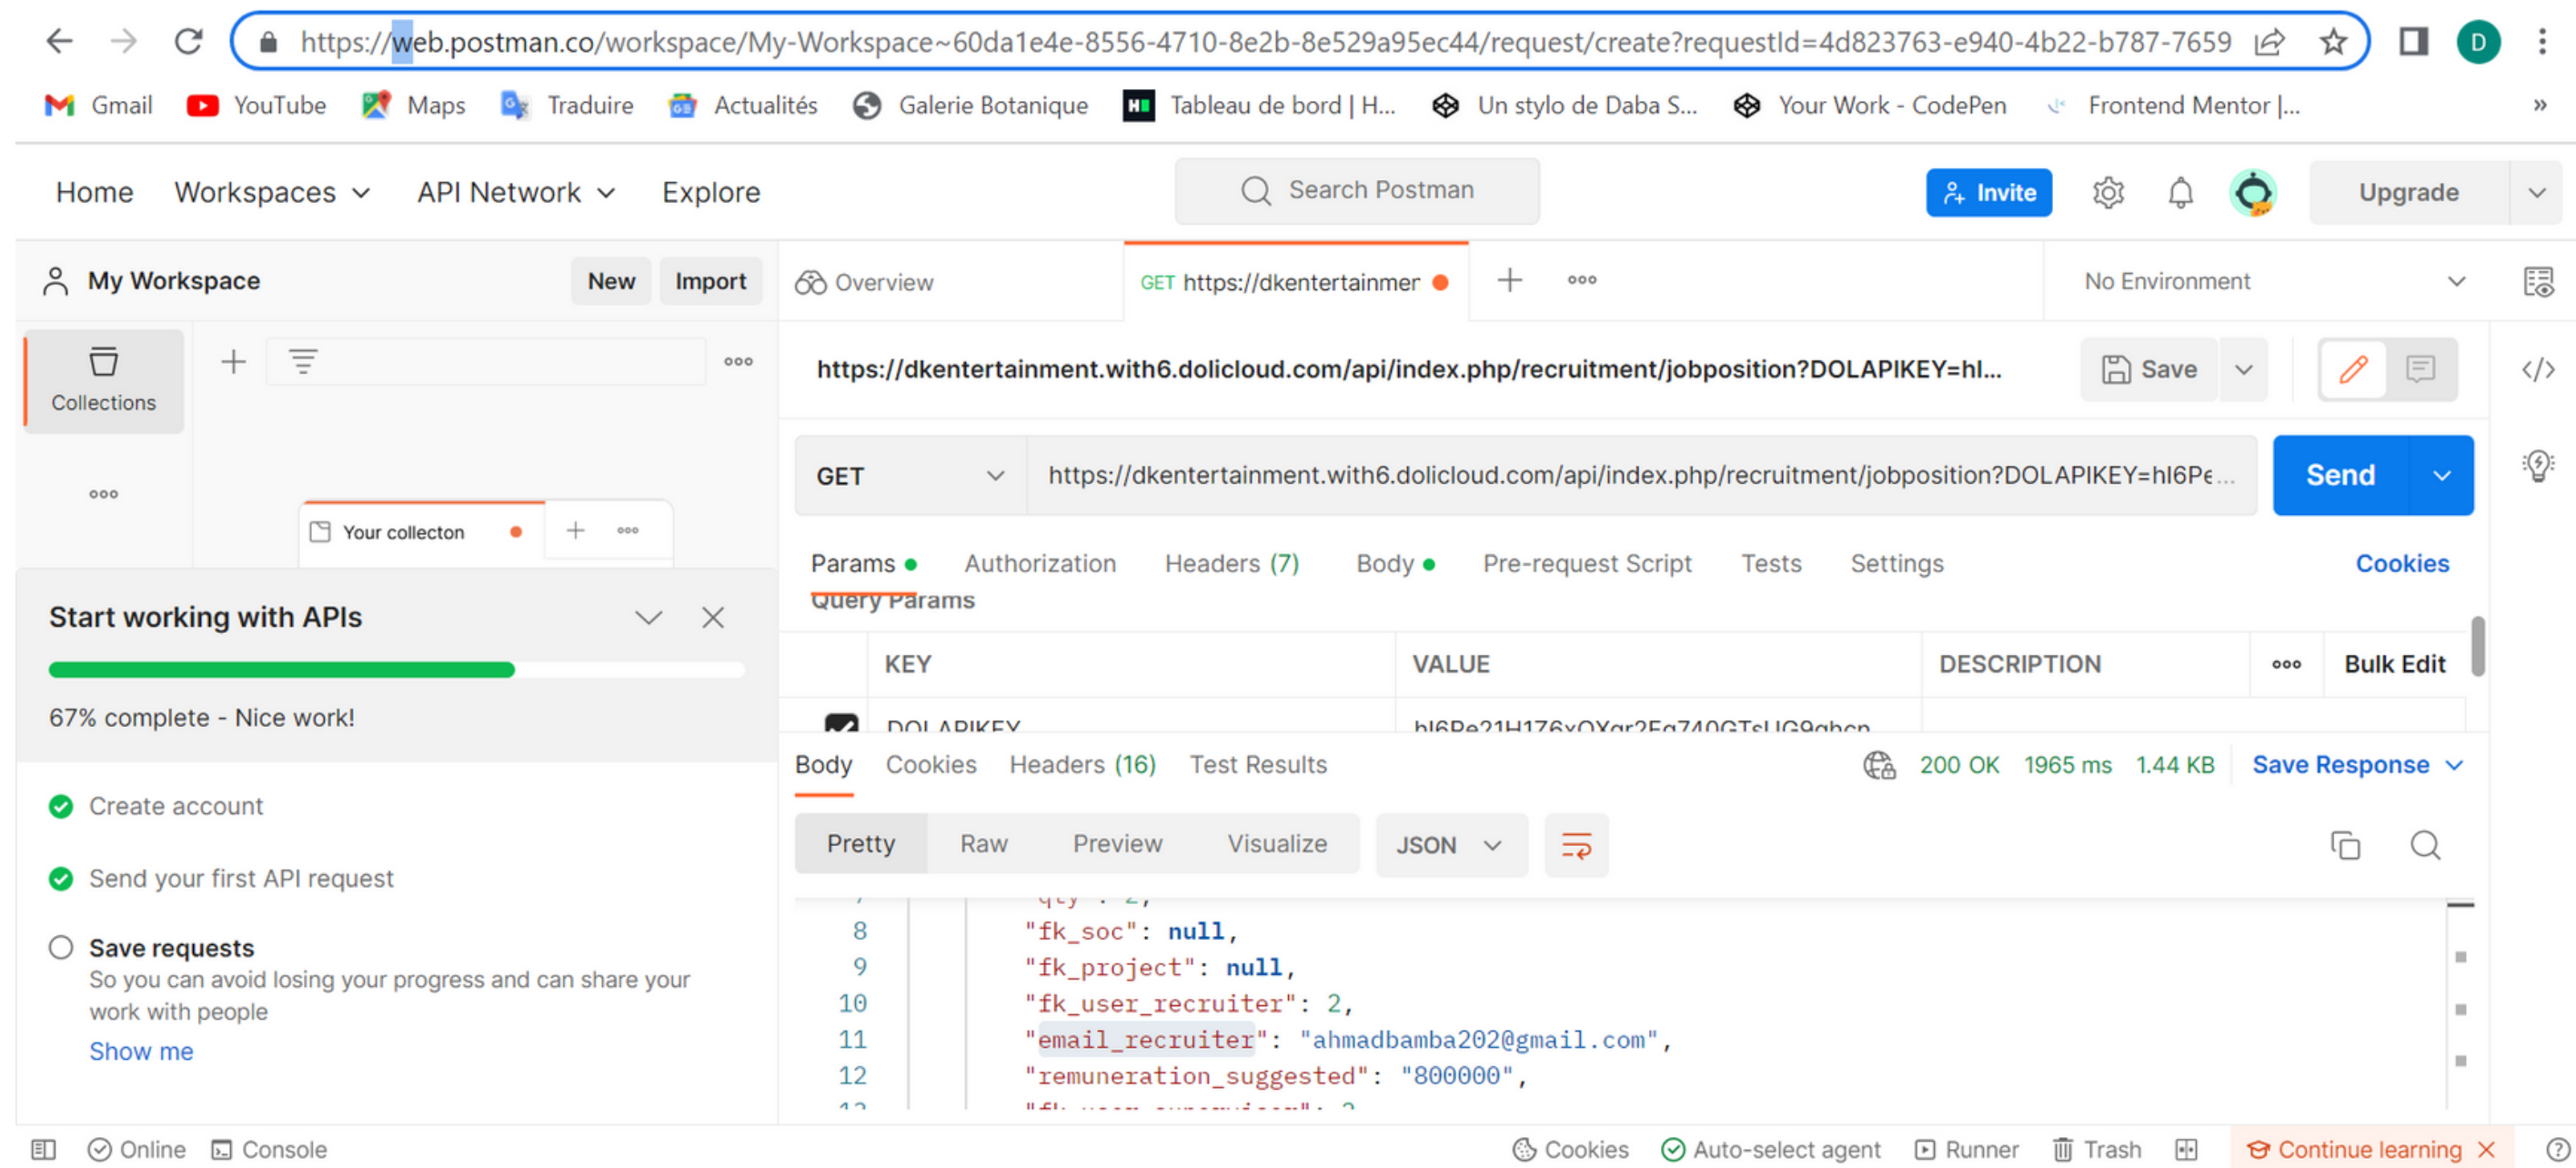 https://web.postman.co/workspace/My-Workspace~60da1e4e-8556-4710-8e2b-8e529a95ec44/request/create?requestId=4d823763-e940-4b22-b787-7659
D
Gmail YouTube Maps Traduire Actualités Galerie Botanique Tableau de bord | H... Un stylo de Daba S... Your Work - CodePen Frontend Mentor |... »
Home Workspaces API Network Explore Search Postman Invite Upgrade
My Workspace New Import Overview GET https://dkentertainmer No Environment
https://dkentertainment.with6.dolicloud.com/api/index.php/recruitment/jobposition?DOLAPIKEY=hI... Save
Collections
GET https://dkentertainment.with6.dolicloud.com/api/index.php/recruitment/jobposition?DOLAPIKEY=hI6Pe... Send
Your collecton
Params Authorization Headers (7) Body Pre-request Script Tests Settings Cookies
Query Params
Start working with APIs
KEY VALUE DESCRIPTION Bulk Edit
67% complete - Nice work!
DOLAPIKEY
Body Cookies Headers (16) Test Results 200 OK 1965 ms 1.44 KB Save Response
Create account
Pretty Raw Preview Visualize JSON
Send your first API request
8 "fk_soc": null,
Save requests
9 "fk_project": null,
So you can avoid losing your progress and can share your
work with people
10 "fk_user_recruiter": 2,
11 "email_recruiter": "ahmadbamba202@gmail.com",
Show me
12 "remuneration_suggested": "800000",
Online Console Cookies Auto-select agent Runner Trash Continue learning